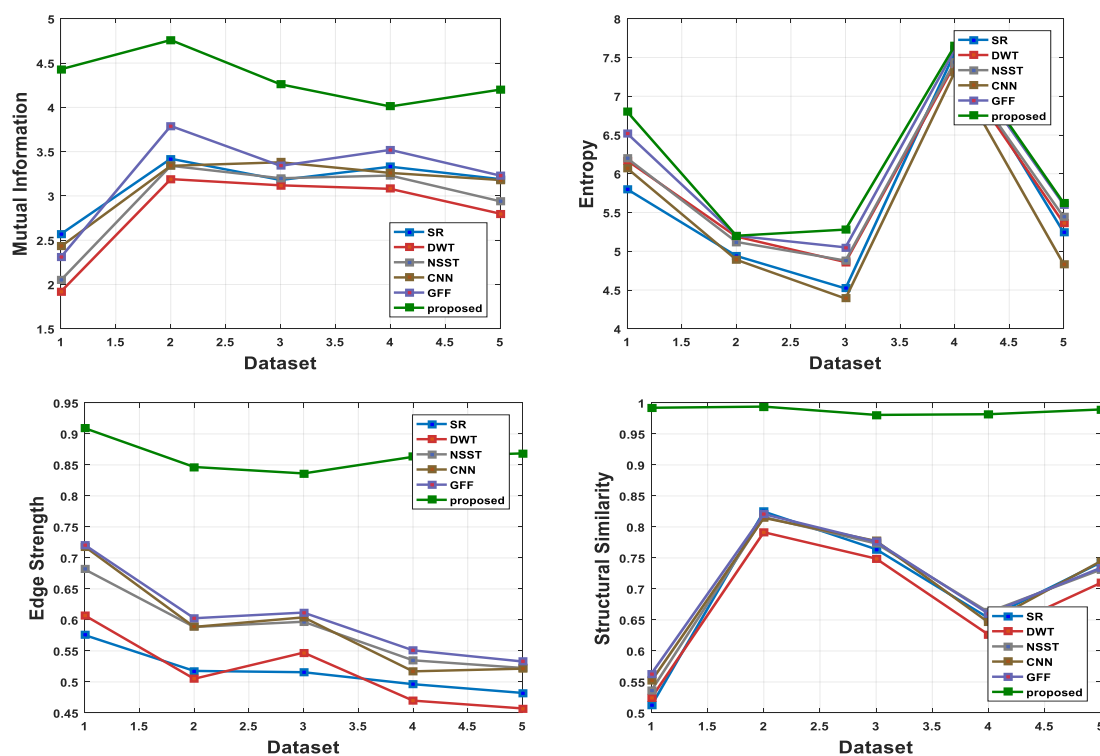 Mutual Information
5
4.5
4
3.5
3
2.5
2
1.5
1 1.5 2 2.5 3 3.5 4 4.5 5
Dataset
SR
DWT
NSST
CNN
GFF
proposed
Entropy
8
7.5
7
6.5
6
5.5
5
4.5
4
1 1.5 2 2.5 3 3.5 4 4.5 5
Dataset
SR
DWT
NSST
CNN
GFF
proposed
Edge Strength
0.95
0.9
0.85
0.8
0.75
0.7
0.65
0.6
0.55
0.5
0.45
1 1.5 2 2.5 3 3.5 4 4.5 5
Dataset
SR
DWT
NSST
CNN
GFF
proposed
Structural Similarity
1
0.95
0.9
0.85
0.8
0.75
0.7
0.65
0.6
0.55
0.5
1 1.5 2 2.5 3 3.5 4 4.5 5
Dataset
SR
DWT
NSST
CNN
GFF
proposed